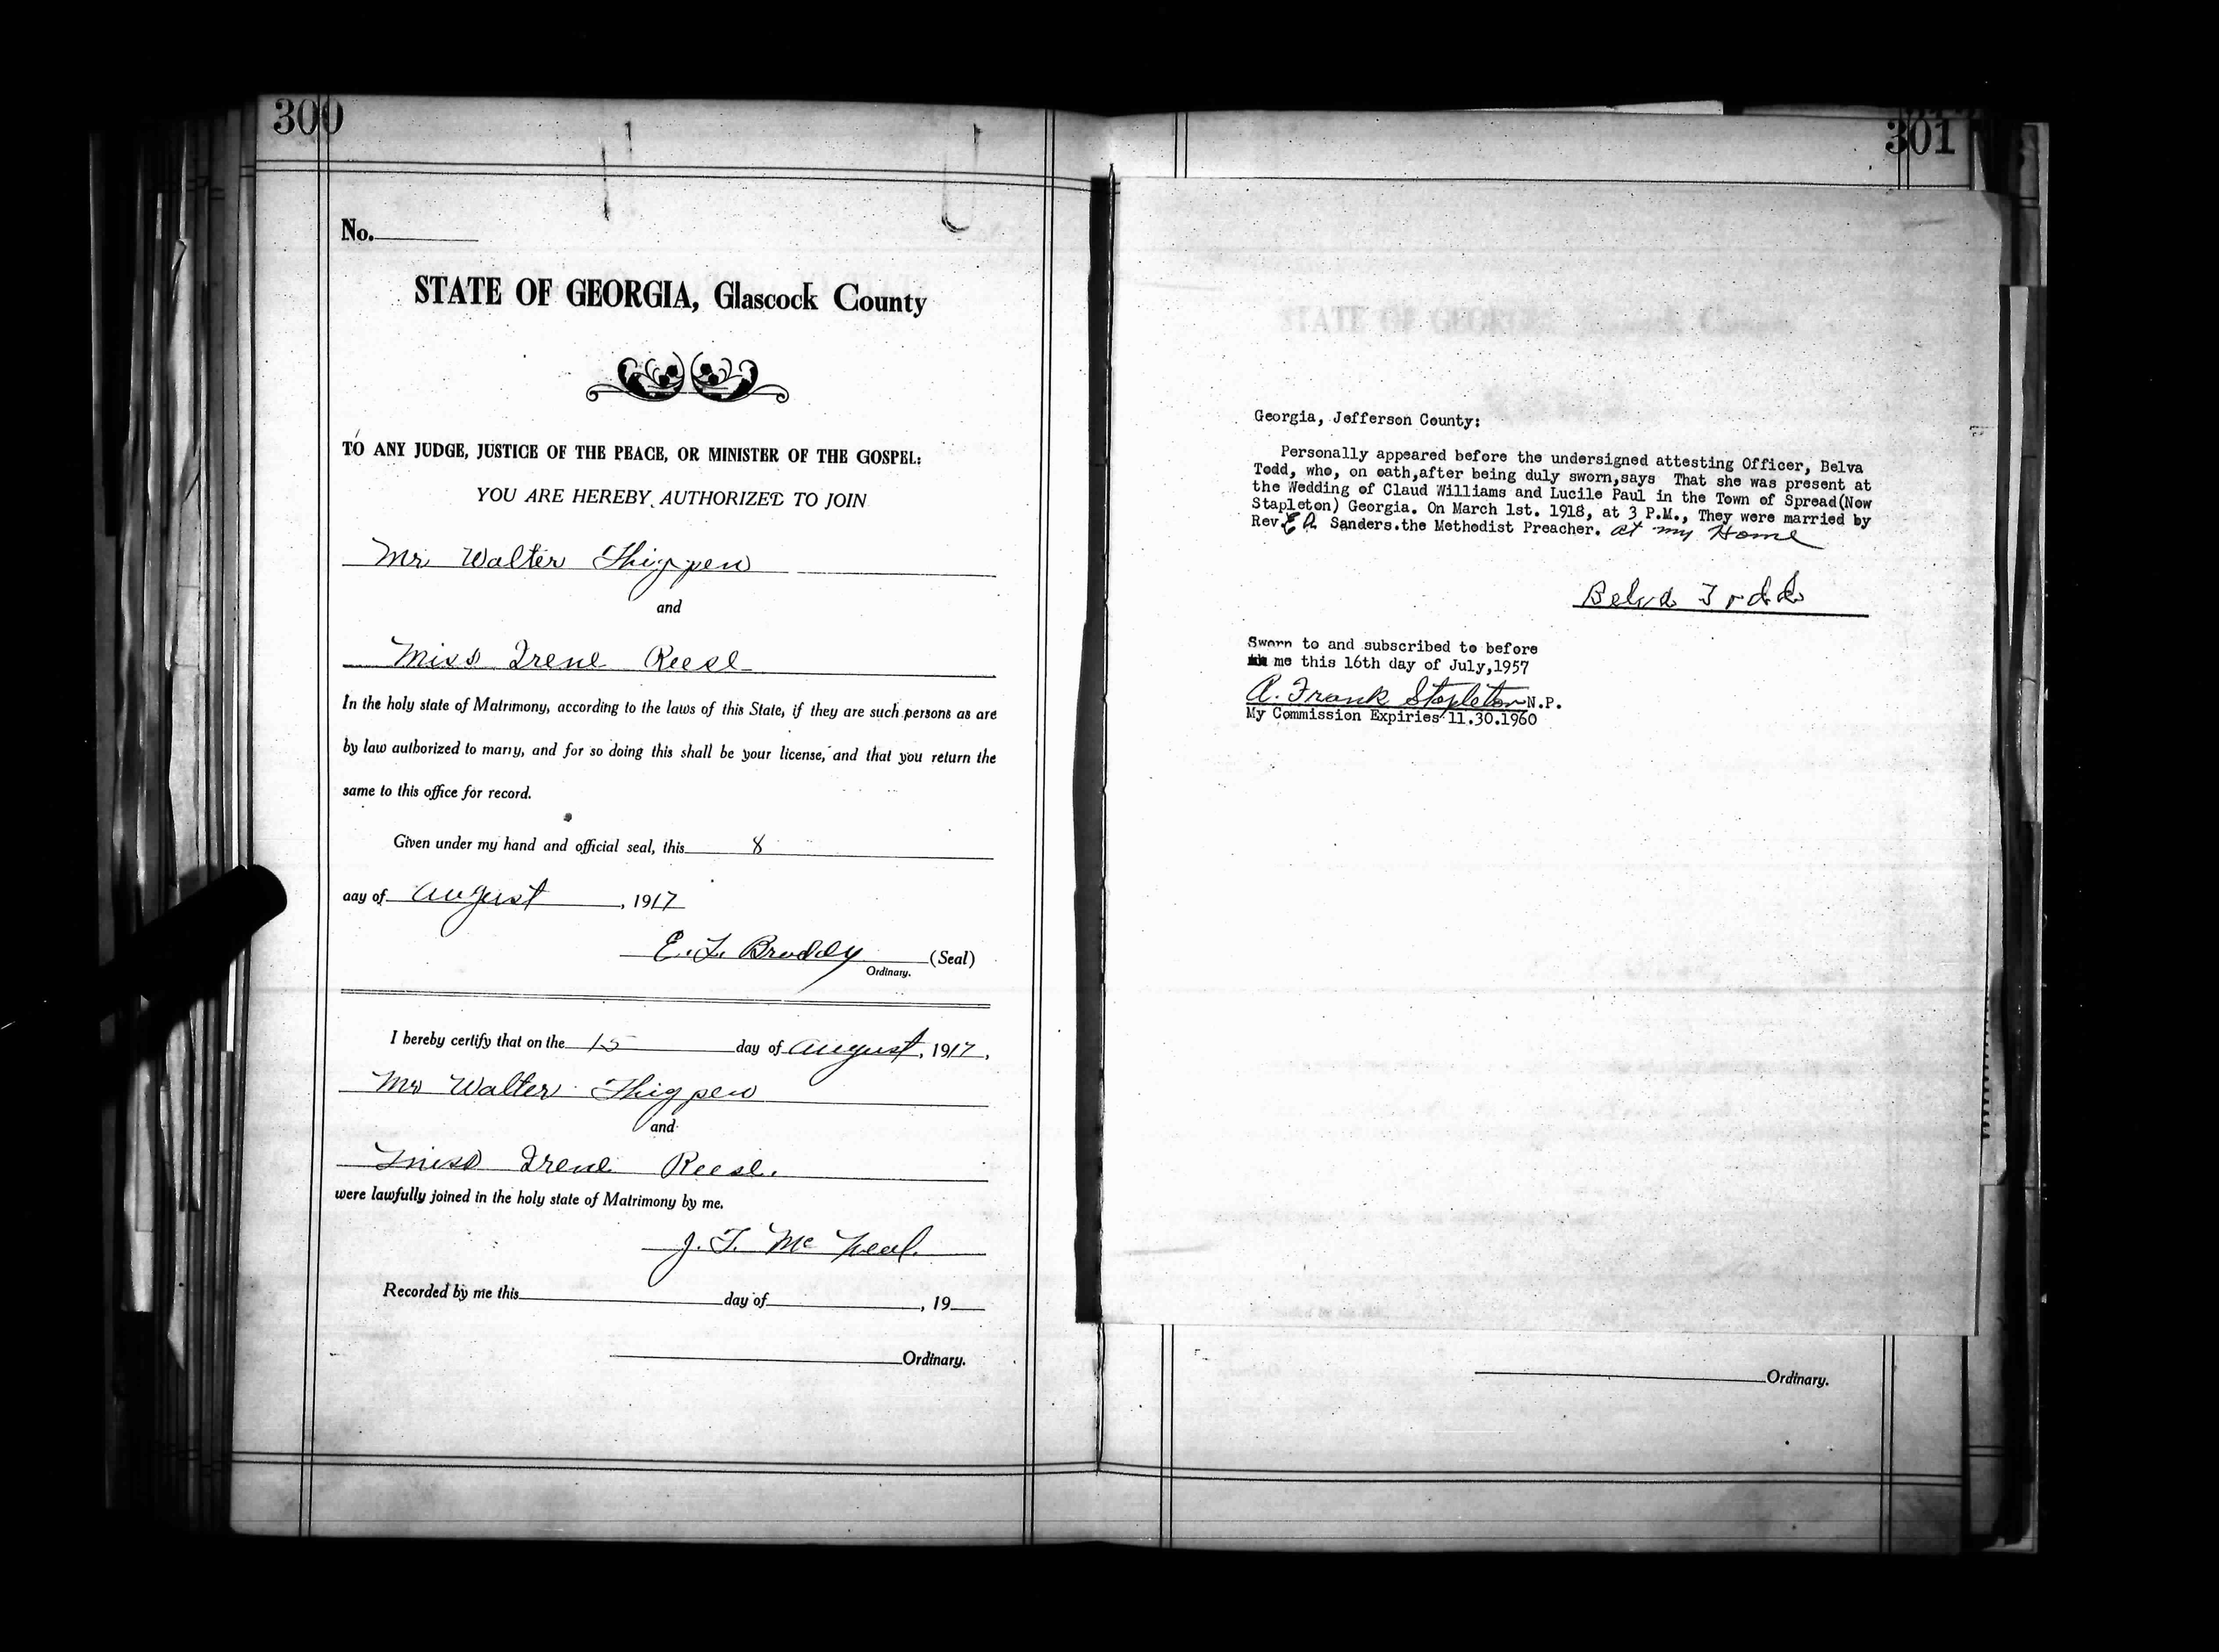 300
No.
STATE OF GEORGIA, Glascock County
TO ANY JUDGE, JUSTICE OF THE PEACE, OR MINISTER OF THE GOSPEL:
YOU ARE HEREBY AUTHORIZED TO JOIN
Mr Walter Thigpen
and
Miss Irene Reese
In the holy state of Matrimony, according to the laws of this State, if they are such persons as are
by law authorized to marry, and for so doing this shall be your license, and that you return the
same to this office for record.
Given under my hand and official seal, this 8
day of August, 1917
E. L. Braddy (Seal)
Ordinary.
I hereby certify that on the 15 day of August, 1917,
Mr Walter Thigpen
and
Miss Irene Reese.
were lawfully joined in the holy state of Matrimony by me.
J. T. McNeal.
Recorded by me this day of , 19
Ordinary.
301
Georgia, Jefferson County:
Personally appeared before the undersigned attesting Officer, Belva
Todd, who, on oath,after being duly sworn,says That she was present at
the Wedding of Claud Williams and Lucile Paul in the Town of Spread(Now
Stapleton) Georgia. On March 1st. 1918, at 3 P.M., They were married by
Rev. E A. Sanders.the Methodist Preacher. at my Home
Belva Todd
Sworn to and subscribed to before
me this 16th day of July,1957
A. Frank Stapleton N.P.
My Commission Expiries 11.30.1960
Ordinary.